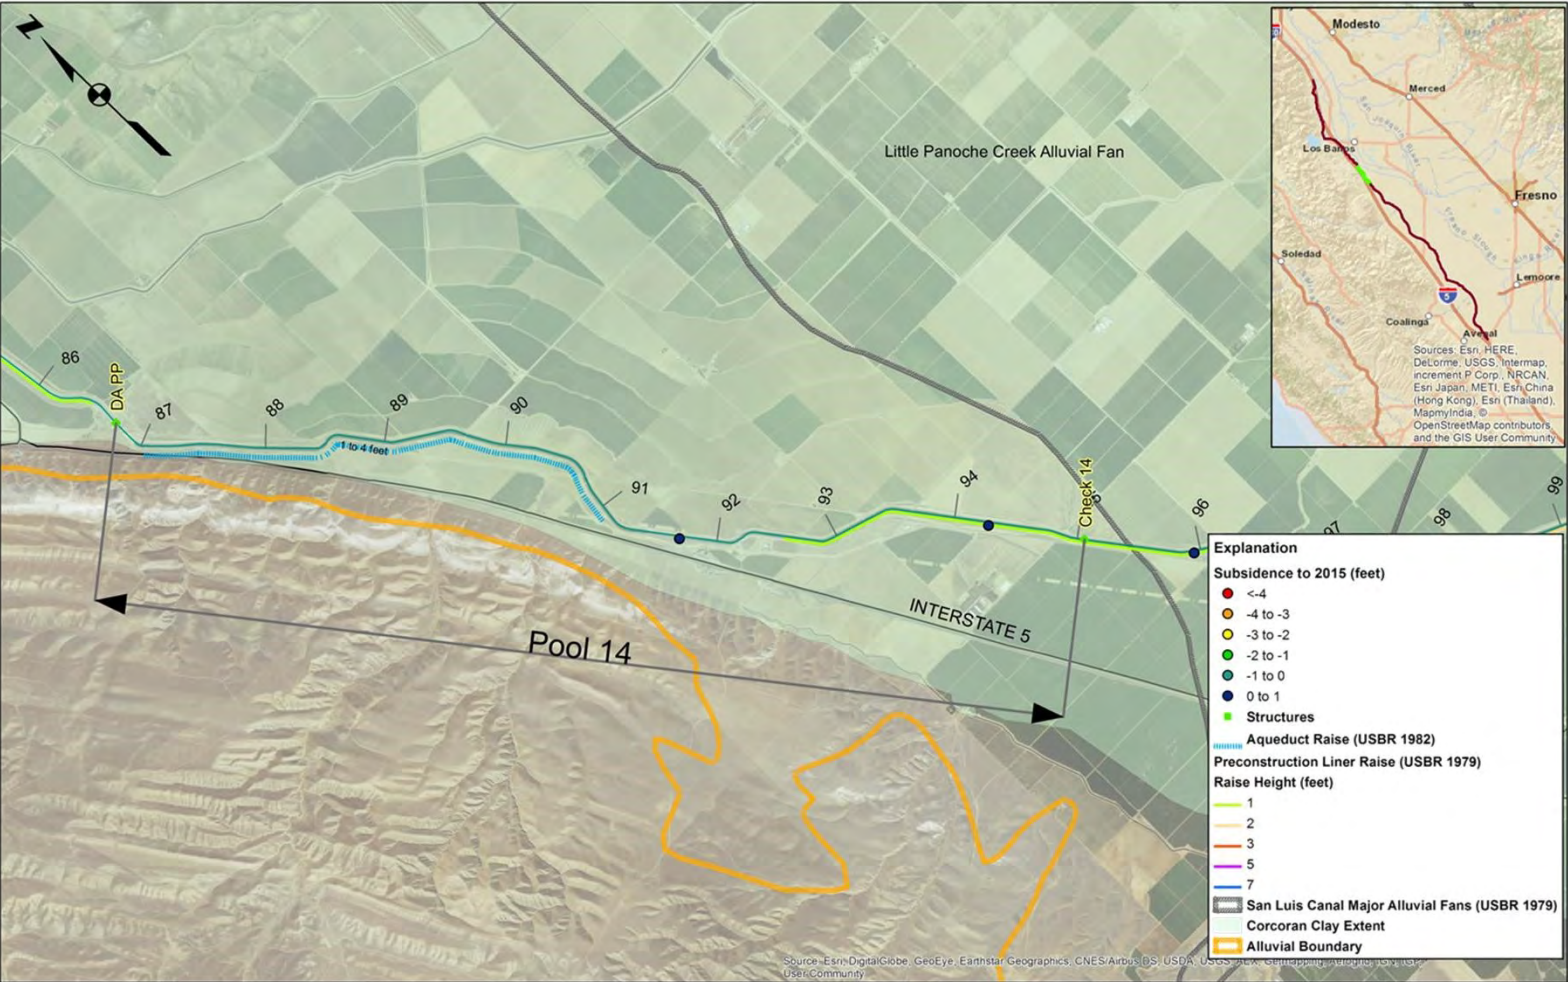 N
Little Panoche Creek Alluvial Fan
86
DA PP
87
88
89
90
1 to 4 feet
91
92
93
94
Check 14
96
97
98
99
INTERSTATE 5
Pool 14
Modesto
Merced
Los Banos
Fresno
Soledad
Lemoore
5
Coalinga
Avenal
Sources: Esri, HERE,
DeLorme, USGS, Intermap,
increment P Corp., NRCAN,
Esri Japan, METI, Esri China
(Hong Kong), Esri (Thailand),
MapmyIndia, ©
OpenStreetMap contributors
and the GIS User Community
Explanation
Subsidence to 2015 (feet)
<-4
-4 to -3
-3 to -2
-2 to -1
-1 to 0
0 to 1
Structures
Aqueduct Raise (USBR 1982)
Preconstruction Liner Raise (USBR 1979)
Raise Height (feet)
1
2
3
5
7
San Luis Canal Major Alluvial Fans (USBR 1979)
Corcoran Clay Extent
Alluvial Boundary
Source: Esri, DigitalGlobe, GeoEye, Earthstar Geographics, CNES/Airbus DS, USDA, USGS,
User Community